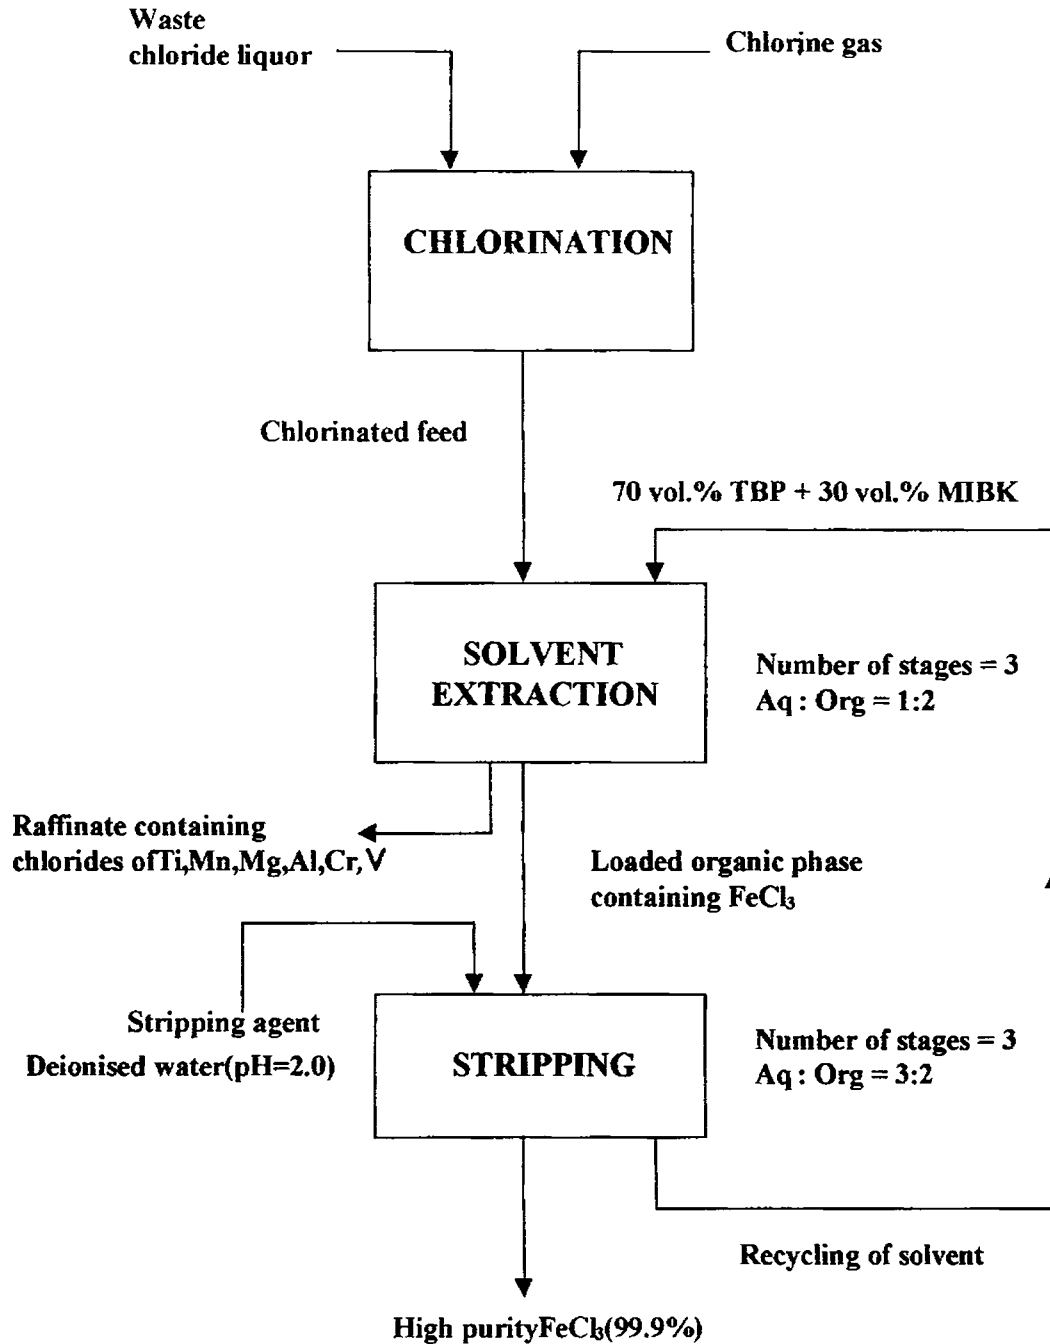 Waste
chloride liquor
Chlorine gas
CHLORINATION
Chlorinated feed
70 vol.% TBP + 30 vol.% MIBK
SOLVENT
EXTRACTION
Number of stages = 3
Aq : Org = 1:2
Raffinate containing
chlorides ofTi,Mn,Mg,Al,Cr,V
Loaded organic phase
containing FeCl₃
Stripping agent
Deionised water(pH=2.0)
STRIPPING
Number of stages = 3
Aq : Org = 3:2
Recycling of solvent
High purityFeCl₃(99.9%)